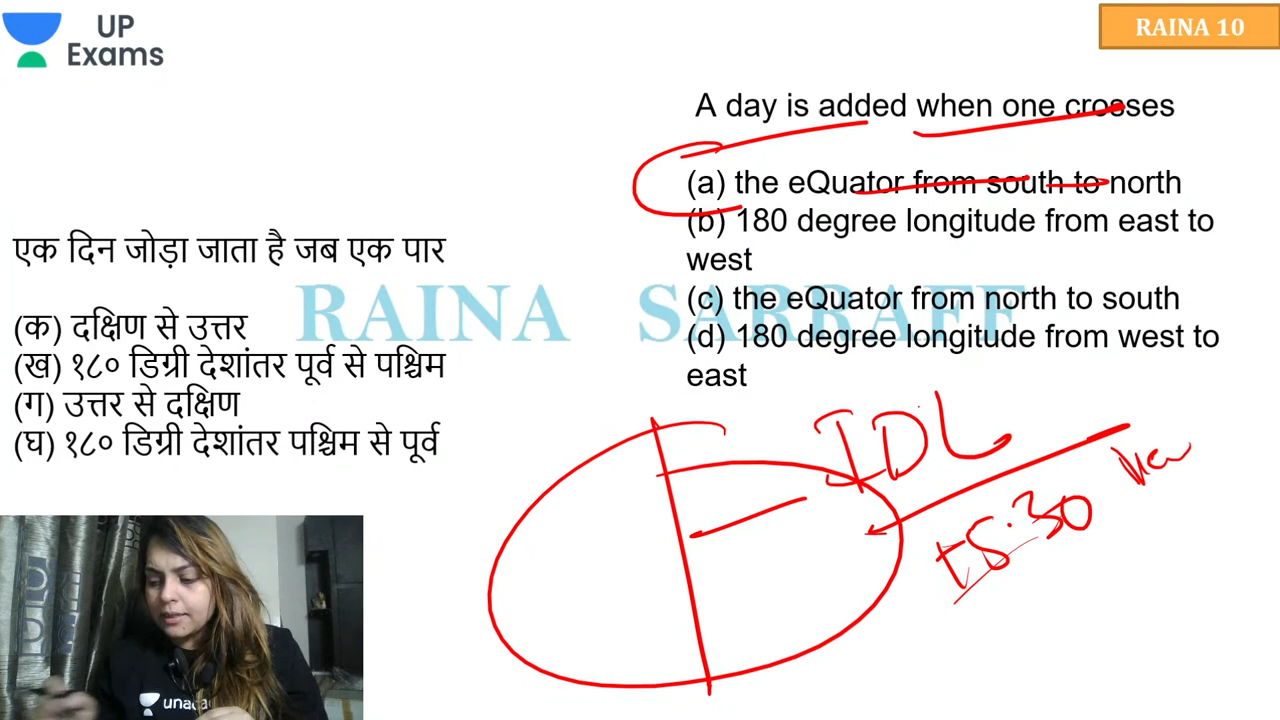 UP
Exams
RAINA 10
A day is added when one crosses
(a) the eQuator from south to north
(b) 180 degree longitude from east to
west
(c) the eQuator from north to south
(d) 180 degree longitude from west to
east
एक दिन जोड़ा जाता है जब एक पार
(क) दक्षिण से उत्तर
(ख) १८० डिग्री देशांतर पूर्व से पश्चिम
(ग) उत्तर से दक्षिण
(घ) १८० डिग्री देशांतर पश्चिम से पूर्व
RAINA SARRAFF
IDL
+5.30